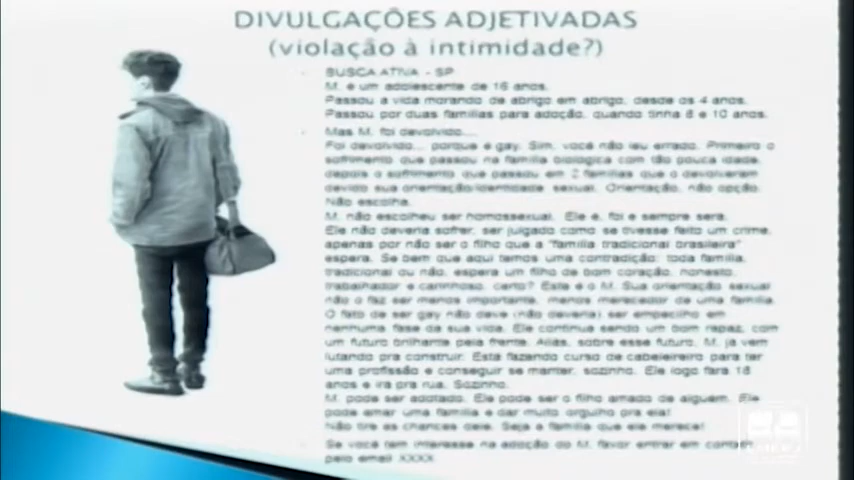 DIVULGAÇÕES ADJETIVADAS
(violação à intimidade?)
BUSCA ATIVA - SP
M. é um adolescente de 16 anos.
Passou a vida morando de abrigo em abrigo, desde os 4 anos.
Passou por duas famílias para adoção, quando tinha 8 e 10 anos.
Mas M. foi devolvido...
Foi devolvido... porque é gay. Sim, você não leu errado. Primeiro o
sofrimento que passou na família biológica com tão pouca idade,
depois o sofrimento que passou em 2 famílias que o devolveram
devido sua orientação/identidade sexual. Orientação, não opção.
Não escolha.
M. não escolheu ser homossexual. Ele é, foi e sempre será.
Ele não deveria sofrer, ser julgado como se tivesse feito um crime,
apenas por não ser o filho que a "família tradicional brasileira"
espera. Se bem que aqui temos uma contradição: toda família,
tradicional ou não, espera um filho de bom coração, honesto,
trabalhador e carinhoso, certo? Este é o M. Sua orientação sexual
não o faz ser menos importante, menos merecedor de uma família.
O fato de ser gay não deve (não deveria) ser empecilho em
nenhuma fase da sua vida. Ele continua sendo um bom rapaz, com
um futuro brilhante pela frente. Aliás, sobre esse futuro, M. já vem
lutando pra construir. Está fazendo curso de cabeleireiro para ter
uma profissão e conseguir se manter, sozinho. Ele logo fará 18
anos e irá pra rua. Sozinho.
M. pode ser adotado. Ele pode ser o filho amado de alguém. Ele
pode amar uma família e dar muito orgulho pra ela!
Não tire as chances dele. Seja a família que ele merece!
Se você tem interesse na adoção do M. favor entrar em contato
pelo email XXXX